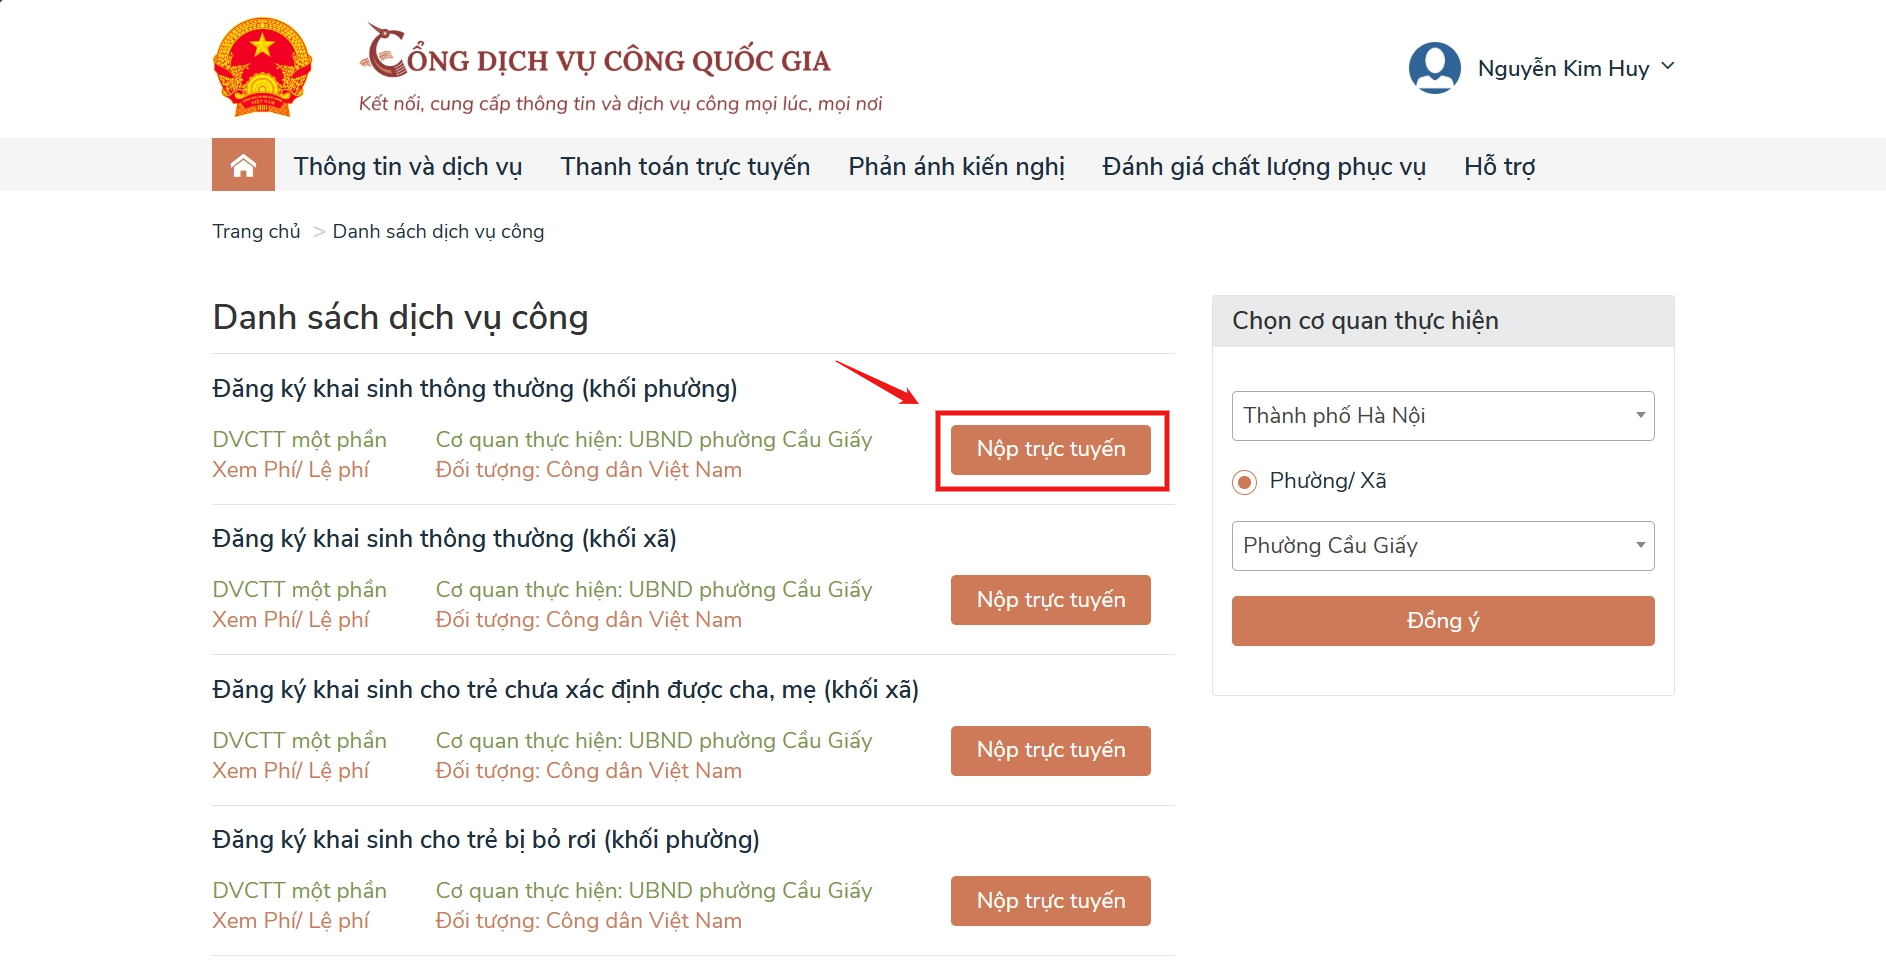 CỔNG DỊCH VỤ CÔNG QUỐC GIA
Kết nối, cung cấp thông tin và dịch vụ công mọi lúc, mọi nơi
Nguyễn Kim Huy
Thông tin và dịch vụ Thanh toán trực tuyến Phản ánh kiến nghị Đánh giá chất lượng phục vụ Hỗ trợ
Trang chủ > Danh sách dịch vụ công
Danh sách dịch vụ công
Đăng ký khai sinh thông thường (khối phường)
DVCTT một phần Cơ quan thực hiện: UBND phường Cầu Giấy
Xem Phí/ Lệ phí Đối tượng: Công dân Việt Nam
Nộp trực tuyến
Đăng ký khai sinh thông thường (khối xã)
DVCTT một phần Cơ quan thực hiện: UBND phường Cầu Giấy
Xem Phí/ Lệ phí Đối tượng: Công dân Việt Nam
Nộp trực tuyến
Đăng ký khai sinh cho trẻ chưa xác định được cha, mẹ (khối xã)
DVCTT một phần Cơ quan thực hiện: UBND phường Cầu Giấy
Xem Phí/ Lệ phí Đối tượng: Công dân Việt Nam
Nộp trực tuyến
Đăng ký khai sinh cho trẻ bị bỏ rơi (khối phường)
DVCTT một phần Cơ quan thực hiện: UBND phường Cầu Giấy
Xem Phí/ Lệ phí Đối tượng: Công dân Việt Nam
Nộp trực tuyến
Chọn cơ quan thực hiện
Thành phố Hà Nội
Phường/ Xã
Phường Cầu Giấy
Đồng ý